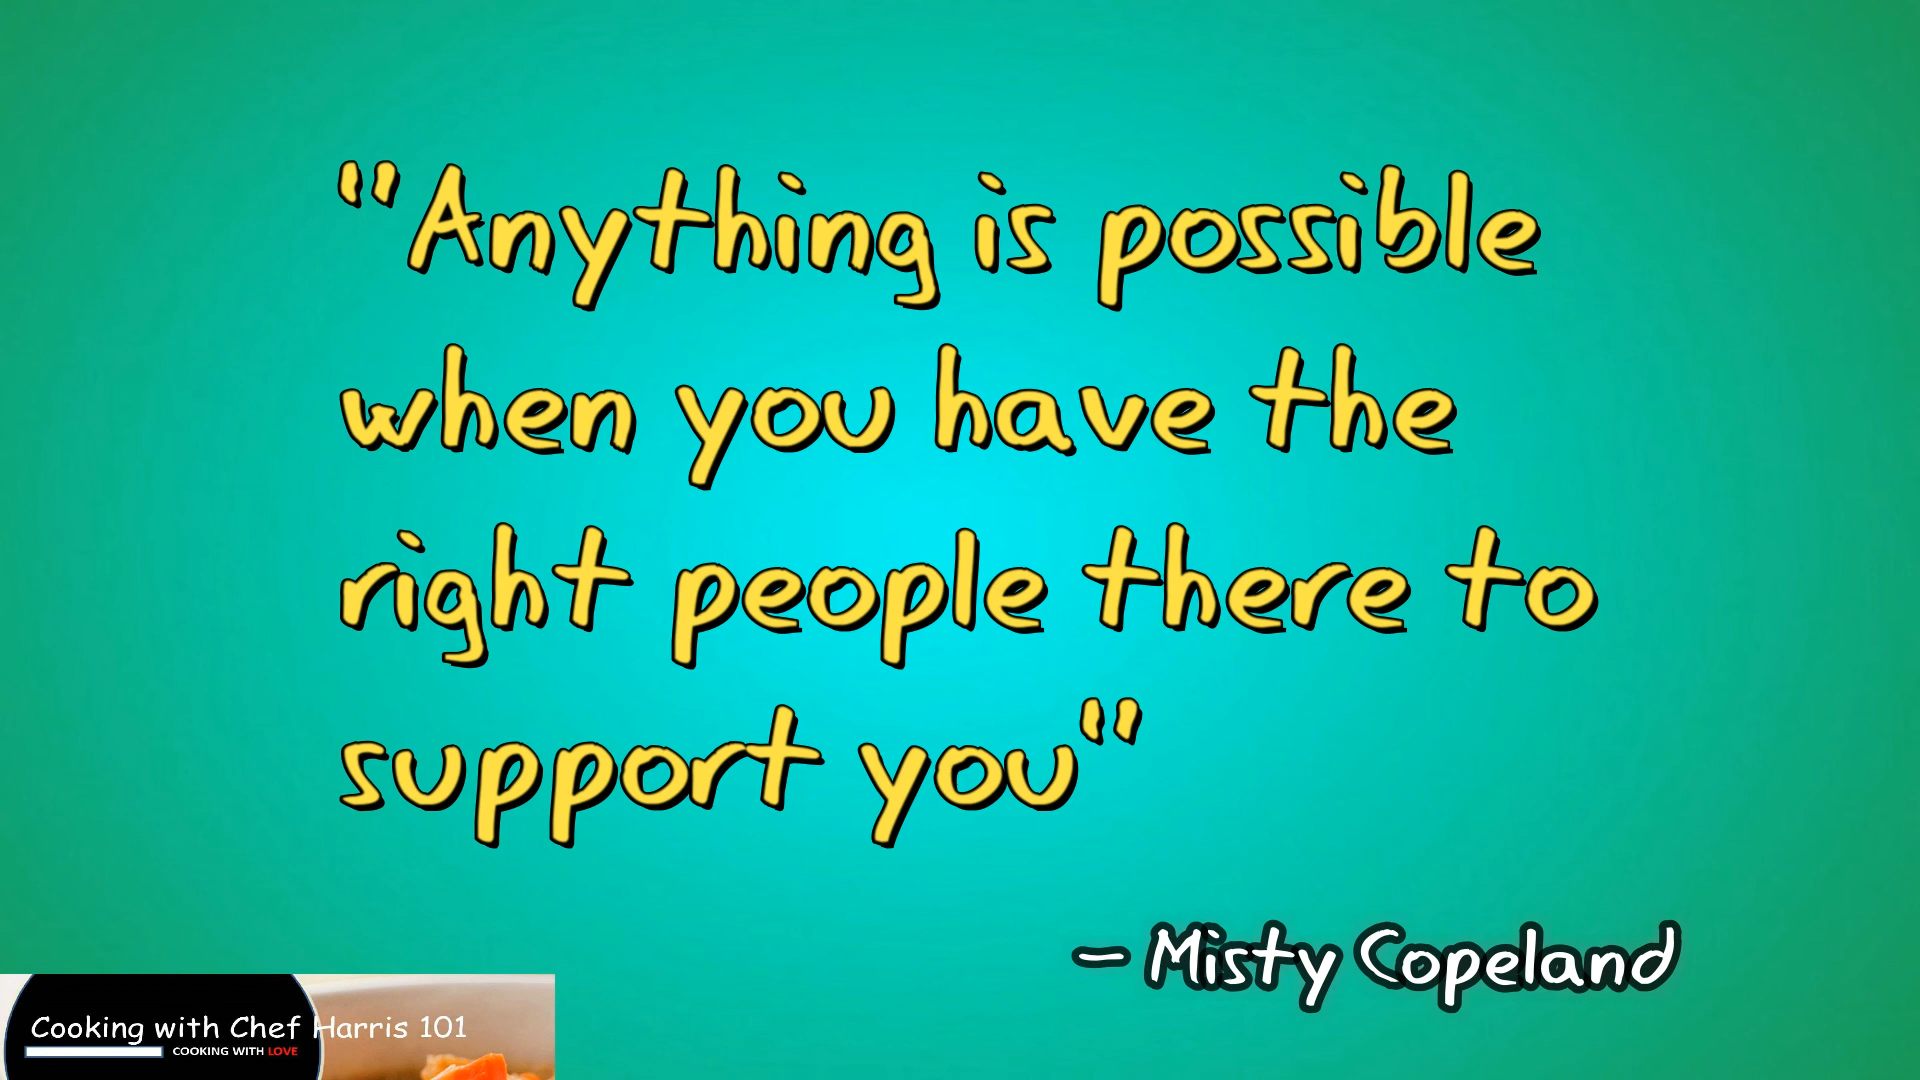 "Anything is possible
when you have the
right people there to
support you"
– Misty Copeland
Cooking with Chef Harris 101
COOKING WITH LOVE